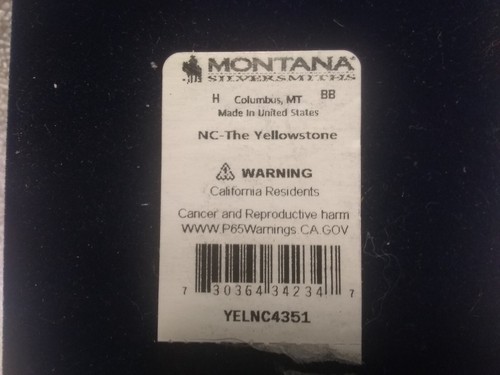 MONTANA®
SILVERSMITHS
H Columbus, MT BB
Made In United States
NC-The Yellowstone
WARNING
California Residents
Cancer and Reproductive harm
WWW.P65Warnings CA.GOV
7 30364 34234 7
YELNC4351